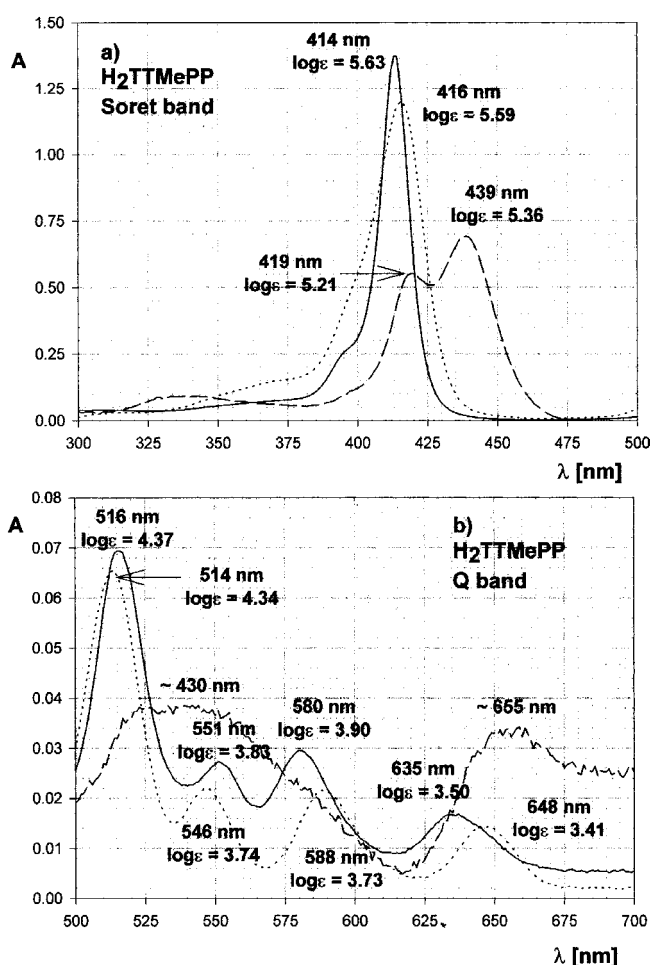 A
1.50
1.25
1.00
0.75
0.50
0.25
0.00
a)
H2TTMePP
Soret band
414 nm
logε = 5.63
416 nm
logε = 5.59
439 nm
logε = 5.36
419 nm
logε = 5.21
300 325 350 375 400 425 450 475 500
λ [nm]
A
0.08
0.07
0.06
0.05
0.04
0.03
0.02
0.01
0.00
516 nm
logε = 4.37
514 nm
logε = 4.34
b)
H2TTMePP
Q band
~ 430 nm
551 nm
logε = 3.83
580 nm
logε = 3.90
~ 655 nm
635 nm
logε = 3.50
648 nm
logε = 3.41
546 nm
logε = 3.74
588 nm
logε = 3.73
500 525 550 575 600 625 650 675 700
λ [nm]